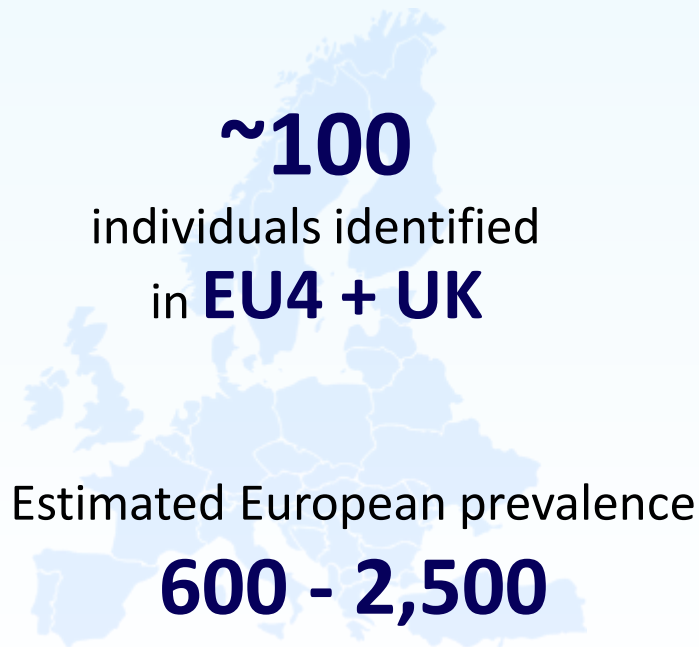 ~100
individuals identified
in EU4 + UK
Estimated European prevalence
600 - 2,500